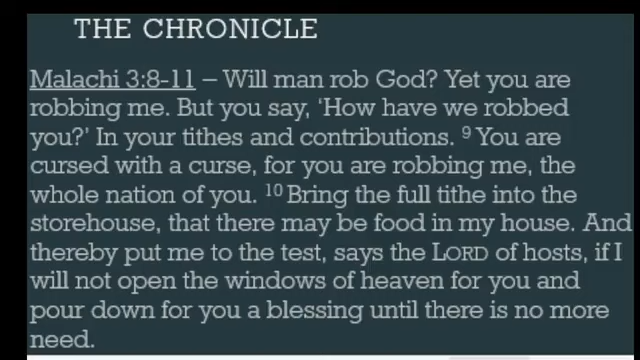 THE CHRONICLE
Malachi 3:8-11 – Will man rob God? Yet you are
robbing me. But you say, ‘How have we robbed
you?’ In your tithes and contributions. ⁹ You are
cursed with a curse, for you are robbing me, the
whole nation of you. ¹⁰ Bring the full tithe into the
storehouse, that there may be food in my house. And
thereby put me to the test, says the LORD of hosts, if I
will not open the windows of heaven for you and
pour down for you a blessing until there is no more
need.